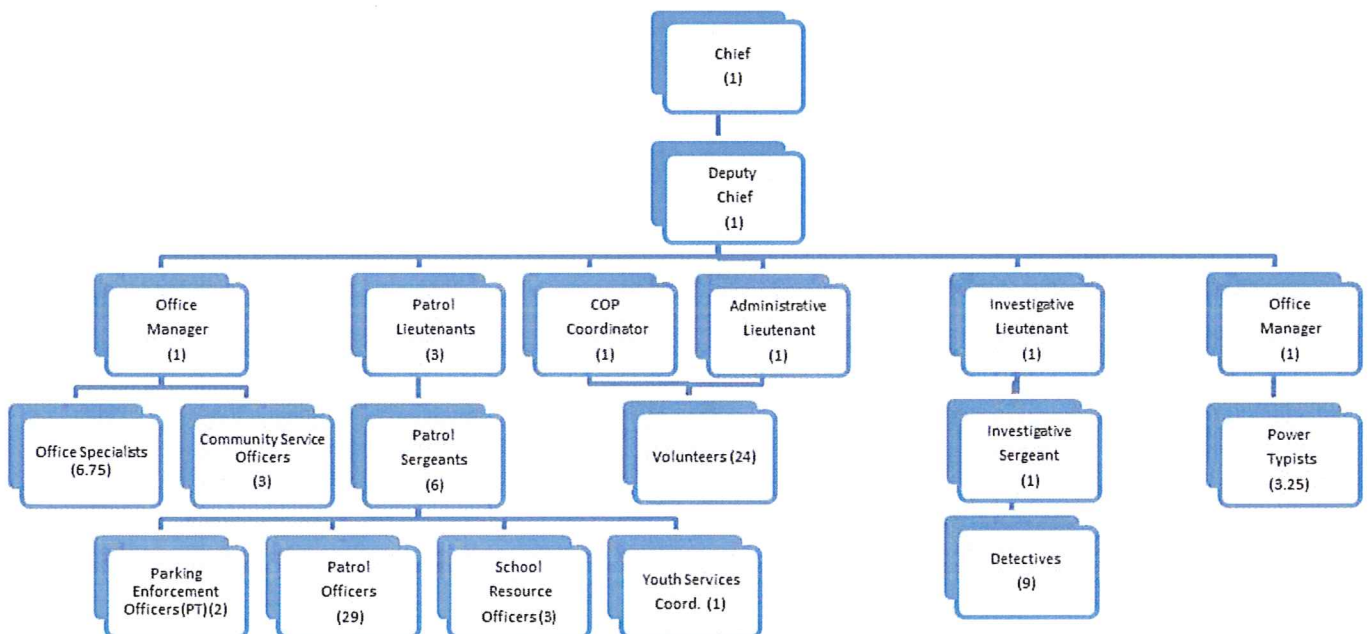 Chief
(1)
Deputy
Chief
(1)
Office
Manager
(1)
Patrol
Lieutenants
(3)
COP
Coordinator
(1)
Administrative
Lieutenant
(1)
Investigative
Lieutenant
(1)
Office
Manager
(1)
Office Specialists
(6.75)
Community Service
Officers
(3)
Patrol
Sergeants
(6)
Volunteers (24)
Investigative
Sergeant
(1)
Power
Typists
(3.25)
Parking
Enforcement
Officers (PT) (2)
Patrol
Officers
(29)
School
Resource
Officers (3)
Youth Services
Coord. (1)
Detectives
(9)